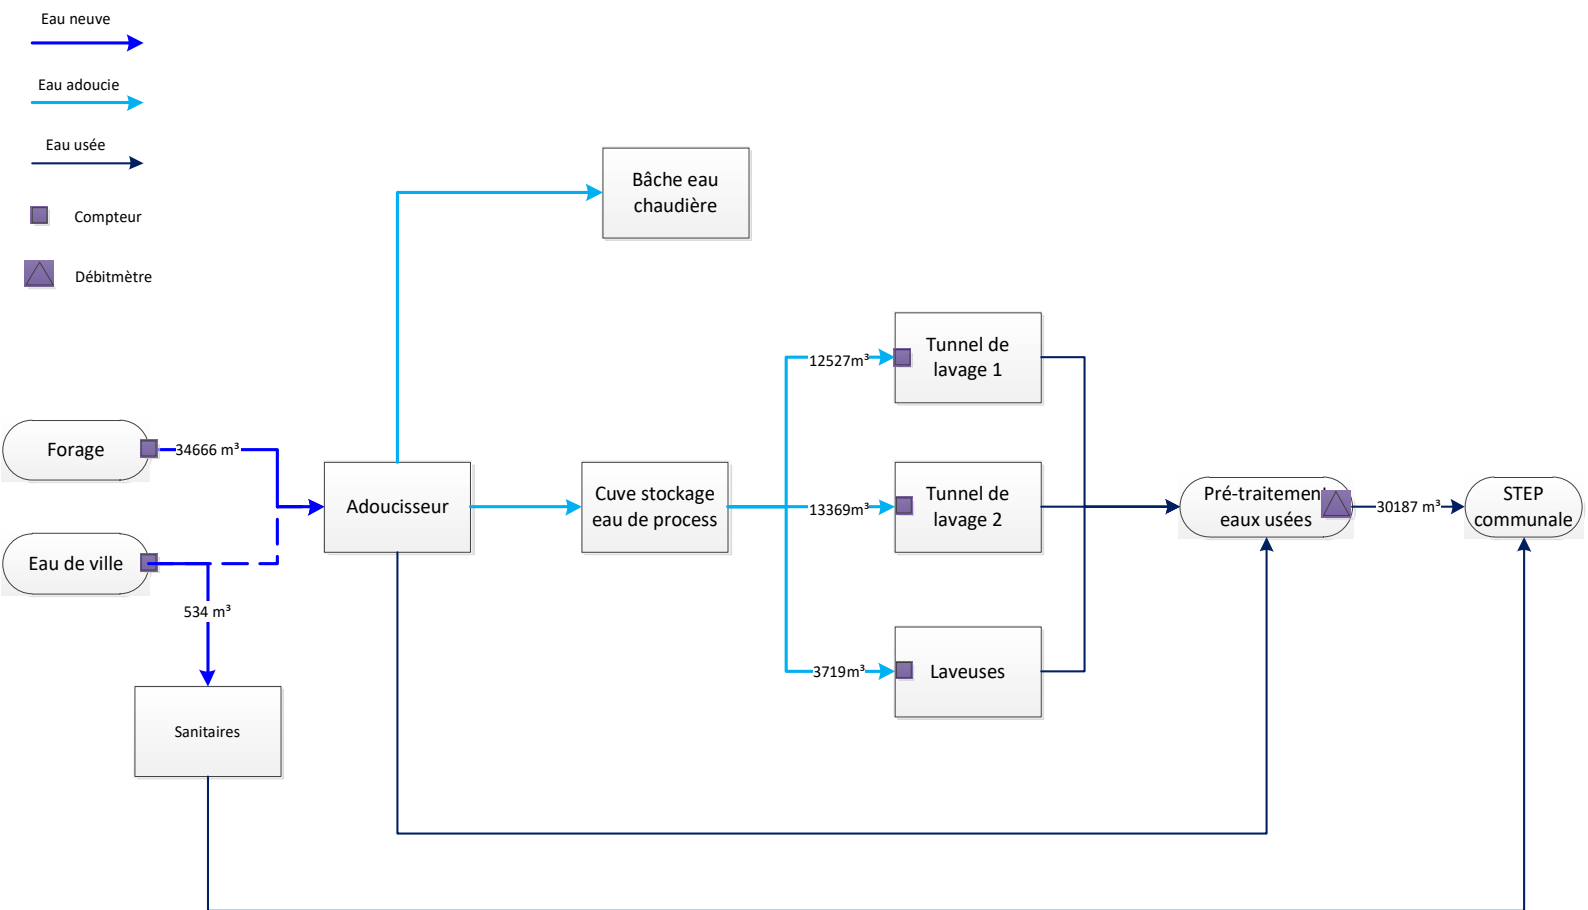 Eau neuve
Eau adoucie
Eau usée
Compteur
Débitmètre
Bâche eau
chaudière
Tunnel de
lavage 1
12527m³
Forage
34666 m³
Adoucisseur
Cuve stockage
eau de process
13369m³
Tunnel de
lavage 2
Pré-traitement
eaux usées
30187 m³
STEP
communale
Eau de ville
534 m³
3719m³
Laveuses
Sanitaires